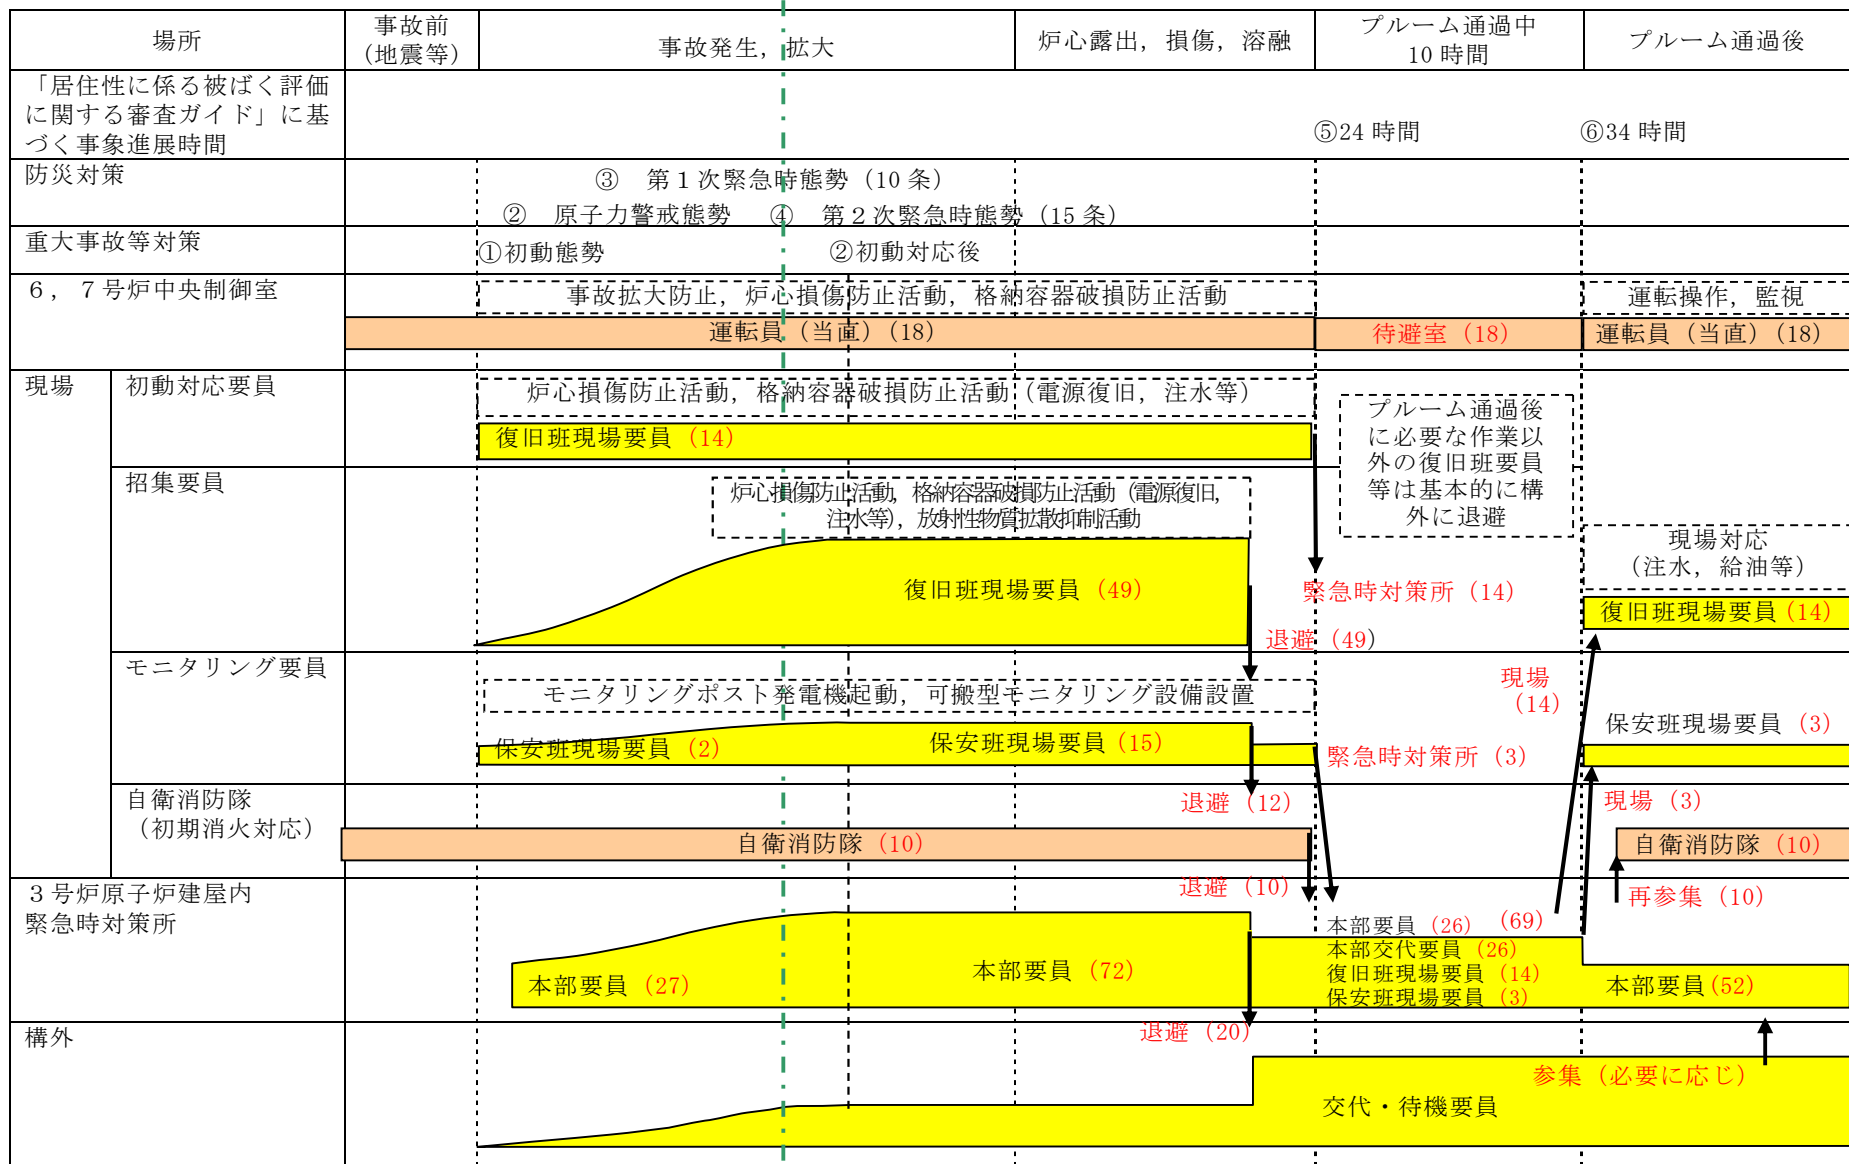 場所
事故前
(地震等)
事故発生，拡大
炉心露出，損傷，溶融
プルーム通過中
10 時間
プルーム通過後
「居住性に係る被ばく評価
に関する審査ガイド」に基
づく事象進展時間
⑤24 時間
⑥34 時間
防災対策
③　第１次緊急時態勢（10 条）
②　原子力警戒態勢
④　第２次緊急時態勢（15 条）
重大事故等対策
①初動態勢
②初動対応後
６，７号炉中央制御室
事故拡大防止，炉心損傷防止活動，格納容器破損防止活動
運転操作，監視
運転員（当直）(18)
待避室（18）
運転員（当直）(18)
現場
初動対応要員
炉心損傷防止活動，格納容器破損防止活動（電源復旧，注水等）
復旧班現場要員（14）
プルーム通過後
に必要な作業以
外の復旧班要員
等は基本的に構
外に退避
招集要員
炉心損傷防止活動，格納容器破損防止活動（電源復旧，
注水等），放射性物質拡散抑制活動
現場対応
（注水，給油等）
復旧班現場要員（49）
緊急時対策所（14）
復旧班現場要員（14）
退避（49）
モニタリング要員
モニタリングポスト発電機起動，可搬型モニタリング設備設置
現場
（14）
保安班現場要員（2）
保安班現場要員（15）
緊急時対策所（3）
保安班現場要員（3）
自衛消防隊
（初期消火対応）
退避（12）
現場（3）
自衛消防隊（10）
自衛消防隊（10）
３号炉原子炉建屋内
緊急時対策所
退避（10）
再参集（10）
本部要員（27）
本部要員（72）
本部要員（26）
（69）
本部交代要員（26）
復旧班現場要員（14）
保安班現場要員（3）
本部要員(52)
構外
退避（20）
参集（必要に応じ）
交代・待機要員